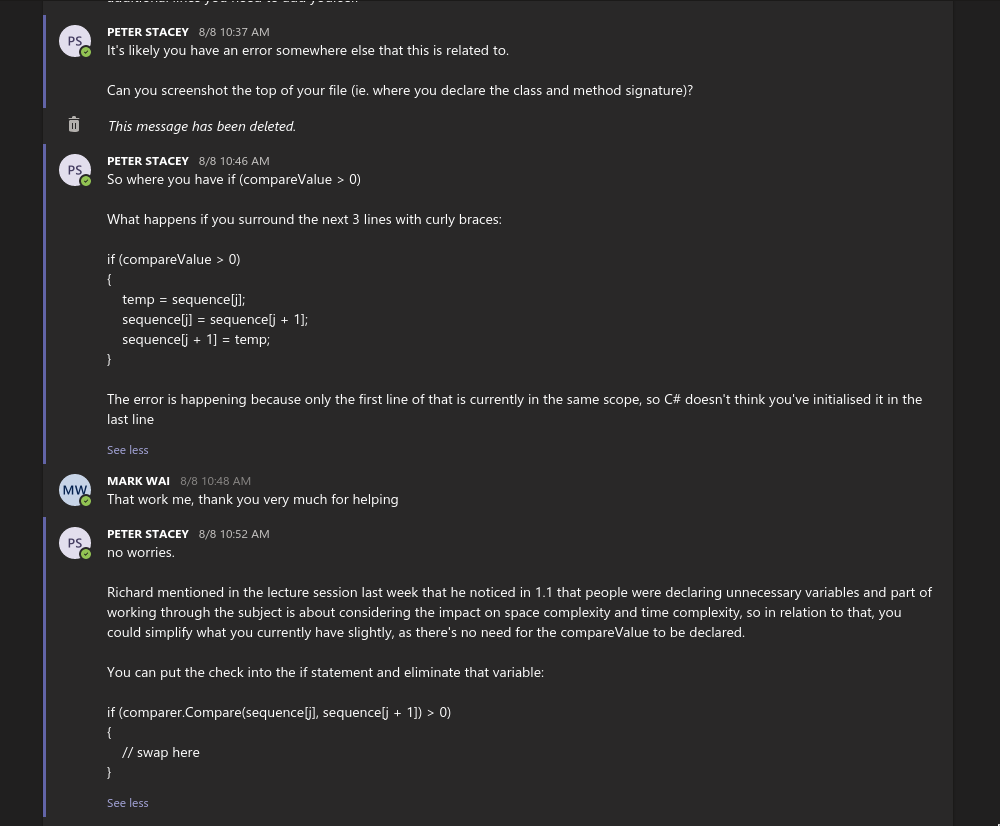 PETER STACEY 8/8 10:37 AM
PS
It's likely you have an error somewhere else that this is related to.
Can you screenshot the top of your file (ie. where you declare the class and method signature)?
This message has been deleted.
PETER STACEY 8/8 10:46 AM
PS
So where you have if (compareValue > 0)
What happens if you surround the next 3 lines with curly braces:
if (compareValue > 0)
{
temp = sequence[j];
sequence[j] = sequence[j + 1];
sequence[j + 1] = temp;
}
The error is happening because only the first line of that is currently in the same scope, so C# doesn't think you've initialised it in the
last line
See less
MARK WAI 8/8 10:48 AM
MW
That work me, thank you very much for helping
PETER STACEY 8/8 10:52 AM
PS
no worries.
Richard mentioned in the lecture session last week that he noticed in 1.1 that people were declaring unnecessary variables and part of
working through the subject is about considering the impact on space complexity and time complexity, so in relation to that, you
could simplify what you currently have slightly, as there's no need for the compareValue to be declared.
You can put the check into the if statement and eliminate that variable:
if (comparer.Compare(sequence[j], sequence[j + 1]) > 0)
{
// swap here
}
See less